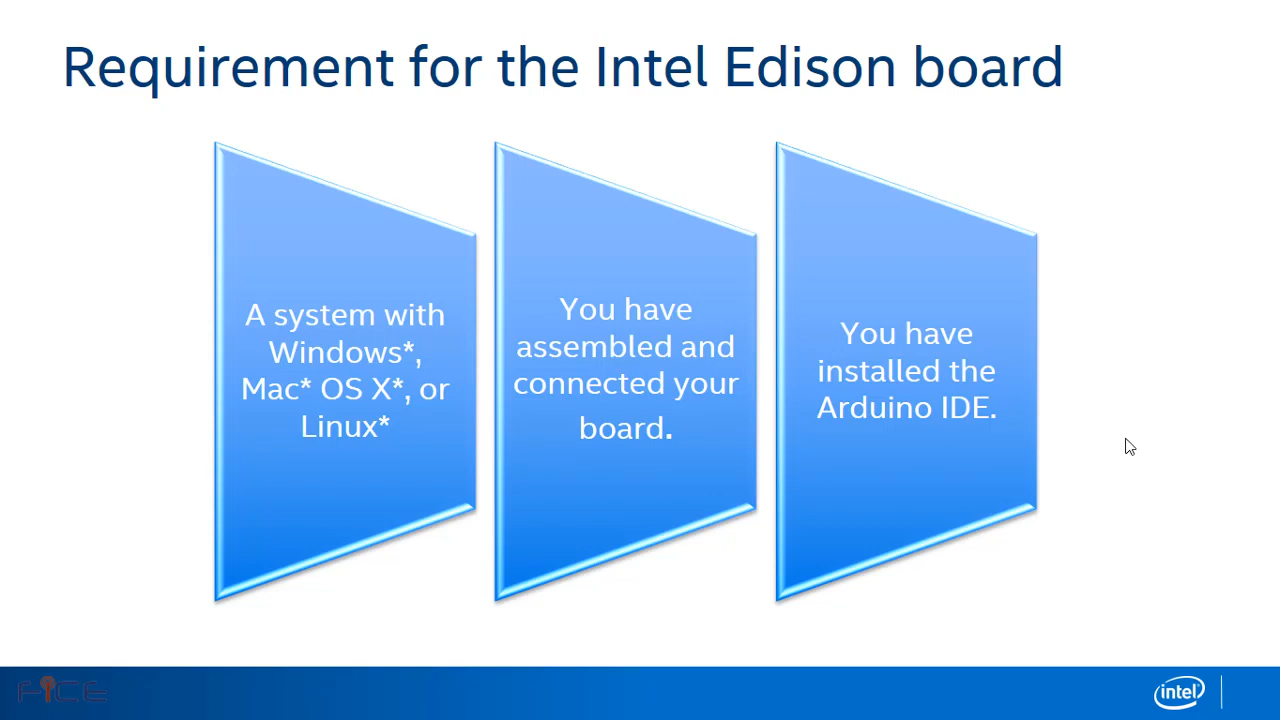 Requirement for the Intel Edison board
A system with
Windows*,
Mac* OS X*, or
Linux*
You have
assembled and
connected your
board.
You have
installed the
Arduino IDE.
FICE
intel